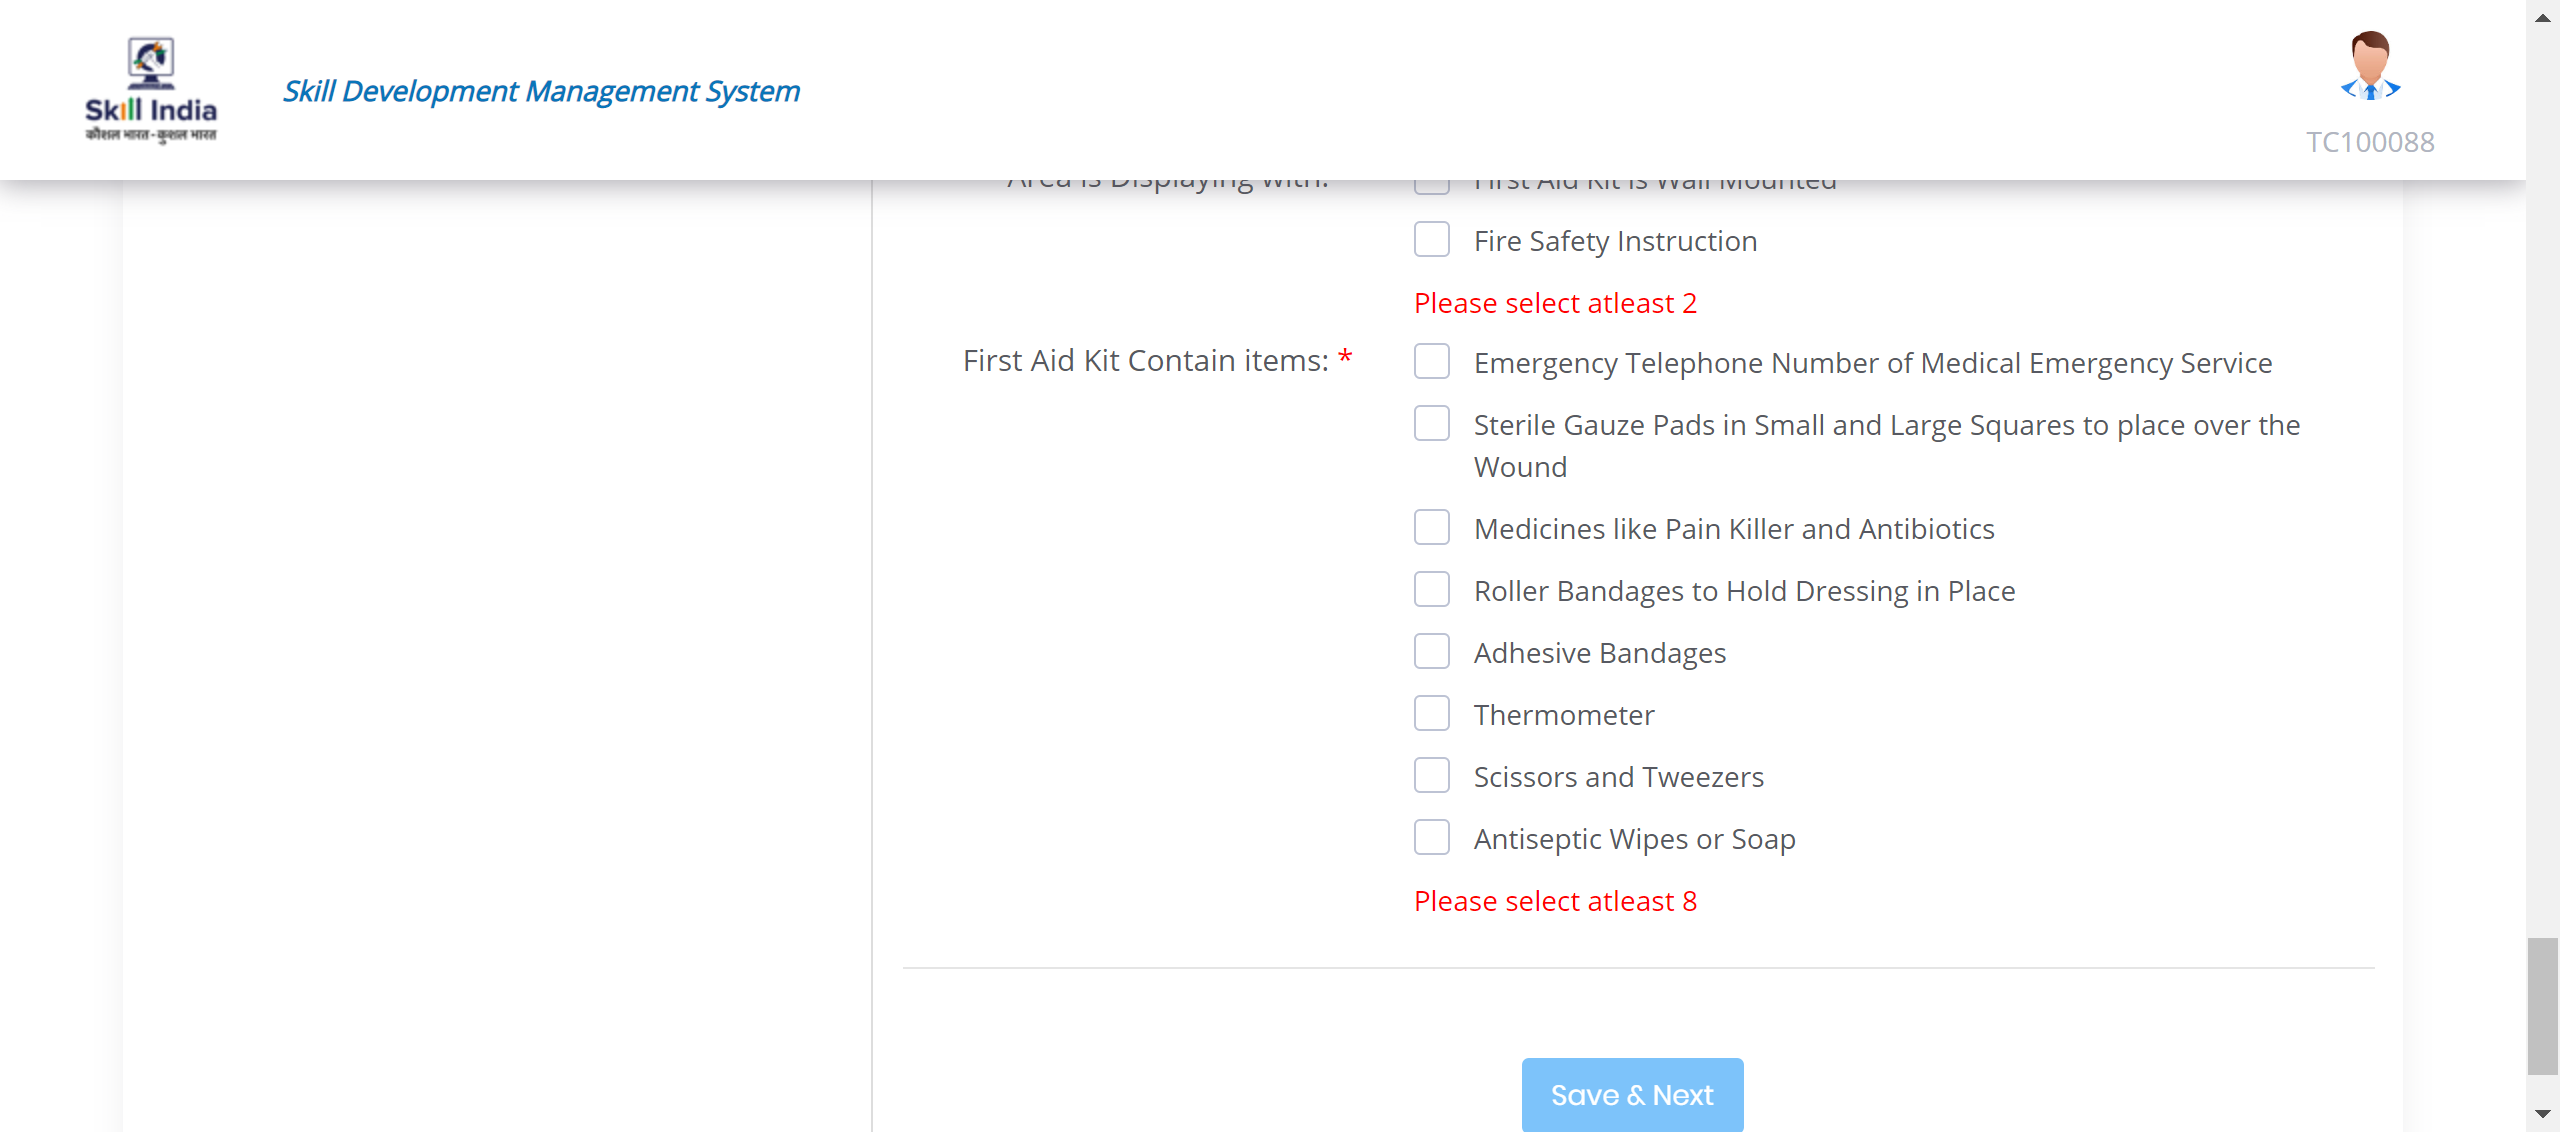 Skill India
कौशल भारत-कुशल भारत
Skill Development Management System
TC100088
Area is Displaying with:
First Aid Kit is Wall Mounted
Fire Safety Instruction
Please select atleast 2
First Aid Kit Contain items: *
Emergency Telephone Number of Medical Emergency Service
Sterile Gauze Pads in Small and Large Squares to place over the
Wound
Medicines like Pain Killer and Antibiotics
Roller Bandages to Hold Dressing in Place
Adhesive Bandages
Thermometer
Scissors and Tweezers
Antiseptic Wipes or Soap
Please select atleast 8
Save & Next